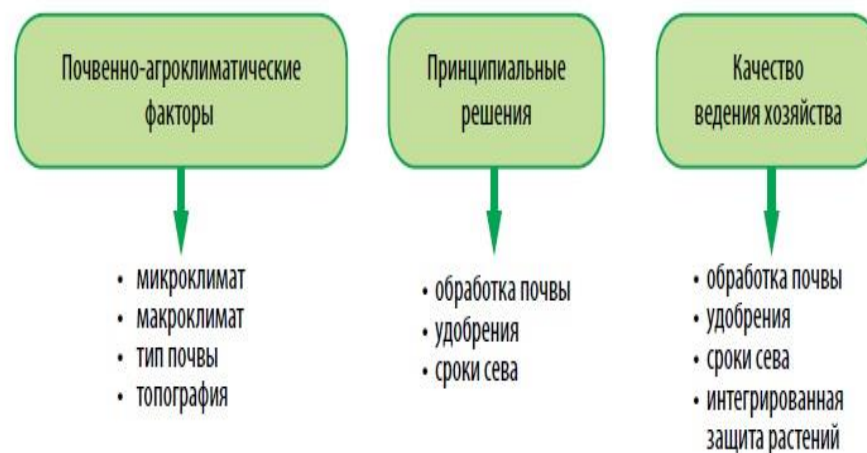 Почвенно-агроклиматические
факторы
Принципиальные
решения
Качество
ведения хозяйства
• микроклимат
• макроклимат
• тип почвы
• топография
• обработка почвы
• удобрения
• сроки сева
• обработка почвы
• удобрения
• сроки сева
• интегрированная
защита растений